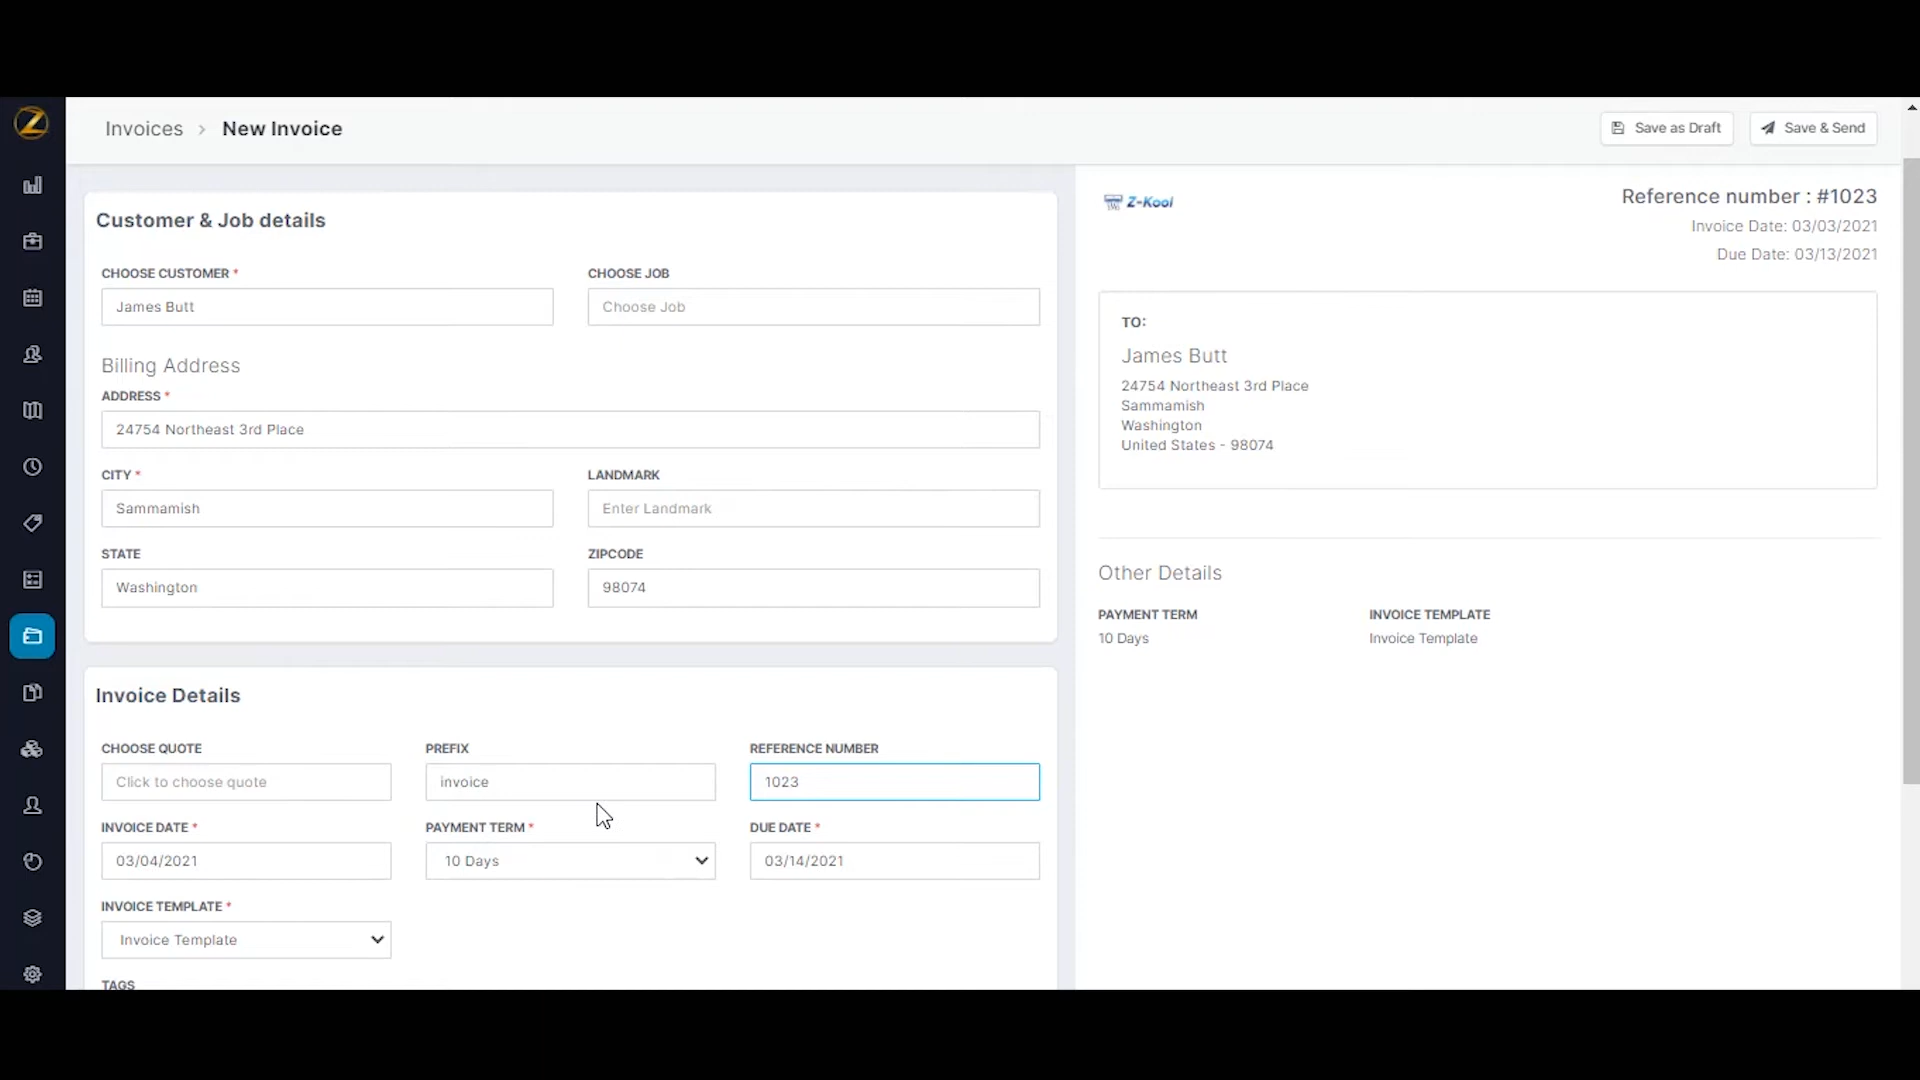 Invoices > New Invoice
Save as Draft
Save & Send
Customer & Job details
CHOOSE CUSTOMER *
CHOOSE JOB
James Butt
Choose Job
Billing Address
ADDRESS *
24754 Northeast 3rd Place
CITY *
LANDMARK
Sammamish
Enter Landmark
STATE
ZIPCODE
Washington
98074
Invoice Details
CHOOSE QUOTE
PREFIX
REFERENCE NUMBER
Click to choose quote
invoice
1023
INVOICE DATE *
PAYMENT TERM *
DUE DATE *
03/04/2021
10 Days
03/14/2021
INVOICE TEMPLATE *
Invoice Template
TAGS
Z-Kool
Reference number : #1023
Invoice Date: 03/03/2021
Due Date: 03/13/2021
TO:
James Butt
24754 Northeast 3rd Place
Sammamish
Washington
United States - 98074
Other Details
PAYMENT TERM
INVOICE TEMPLATE
10 Days
Invoice Template